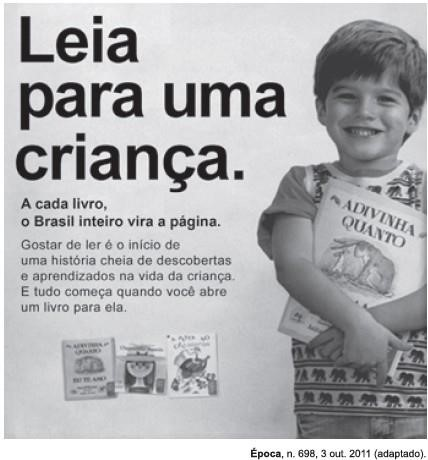 Leia
para uma
criança.
A cada livro,
o Brasil inteiro vira a página.
Gostar de ler é o início de
uma história cheia de descobertas
e aprendizados na vida da criança.
E tudo começa quando você abre
um livro para ela.
ADIVINHA
QUANTO
ADIVINHA
QUANTO
EU TE AMO
Época, n. 698, 3 out. 2011 (adaptado).